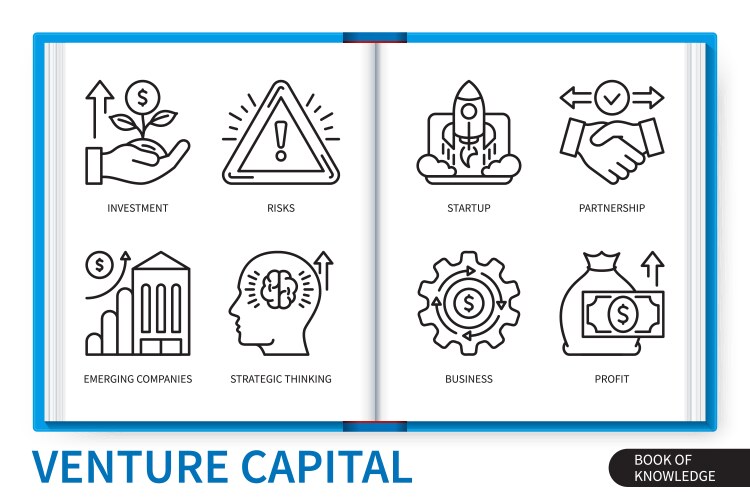 INVESTMENT
RISKS
EMERGING COMPANIES
STRATEGIC THINKING
STARTUP
PARTNERSHIP
BUSINESS
PROFIT
VENTURE CAPITAL
BOOK OF
KNOWLEDGE